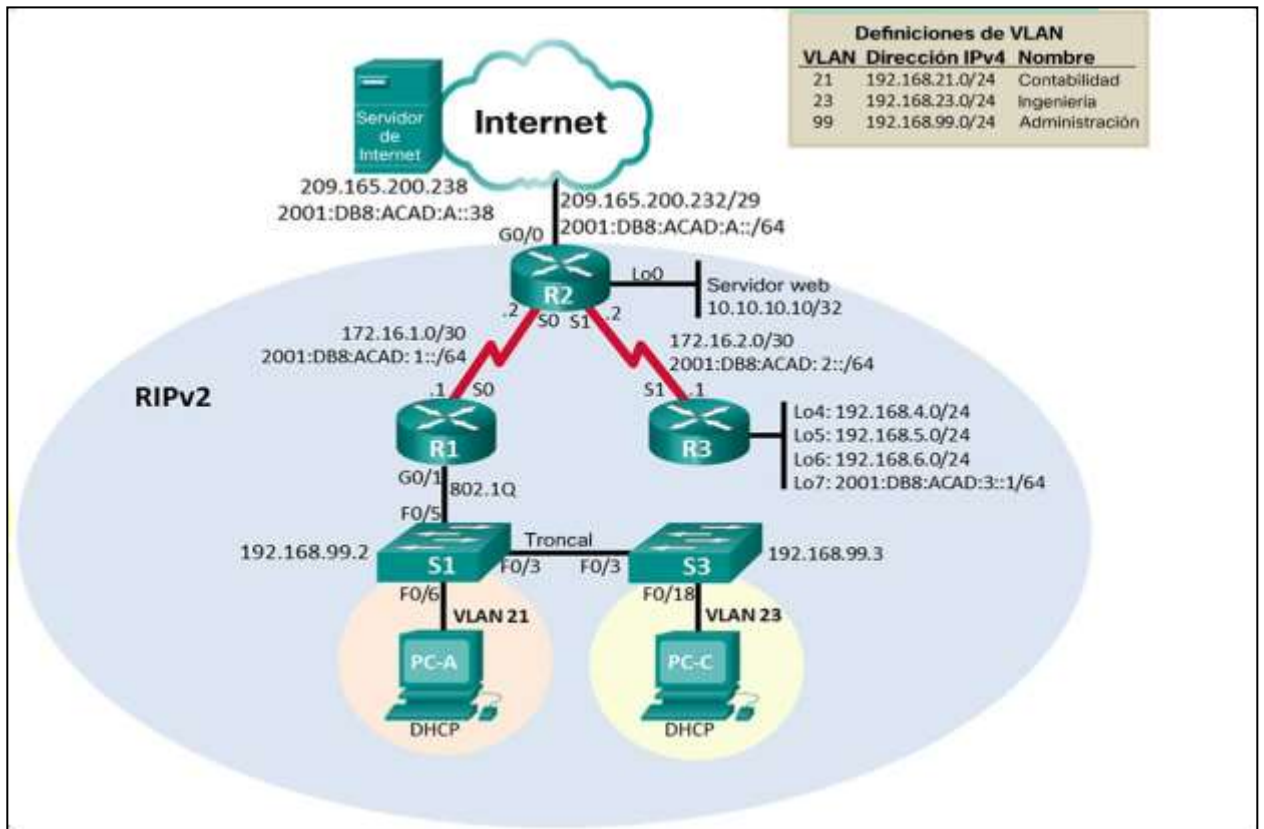 Definiciones de VLAN
VLAN Dirección IPv4 Nombre
21 192.168.21.0/24 Contabilidad
23 192.168.23.0/24 Ingeniería
99 192.168.99.0/24 Administración
Servidor
de
Internet
Internet
209.165.200.238
2001:DB8:ACAD:A::38
209.165.200.232/29
2001:DB8:ACAD:A::/64
G0/0
R2
Lo0
Servidor web
10.10.10.10/32
.2 S0 S1 .2
172.16.1.0/30
2001:DB8:ACAD: 1::/64
172.16.2.0/30
2001:DB8:ACAD: 2::/64
RIPv2
.1 S0
S1 .1
R1
R3
Lo4: 192.168.4.0/24
Lo5: 192.168.5.0/24
Lo6: 192.168.6.0/24
Lo7: 2001:DB8:ACAD:3::1/64
G0/1
802.1Q
F0/5
192.168.99.2
S1
Troncal
F0/3 F0/3
S3
192.168.99.3
F0/6
VLAN 21
F0/18
VLAN 23
PC-A
DHCP
PC-C
DHCP